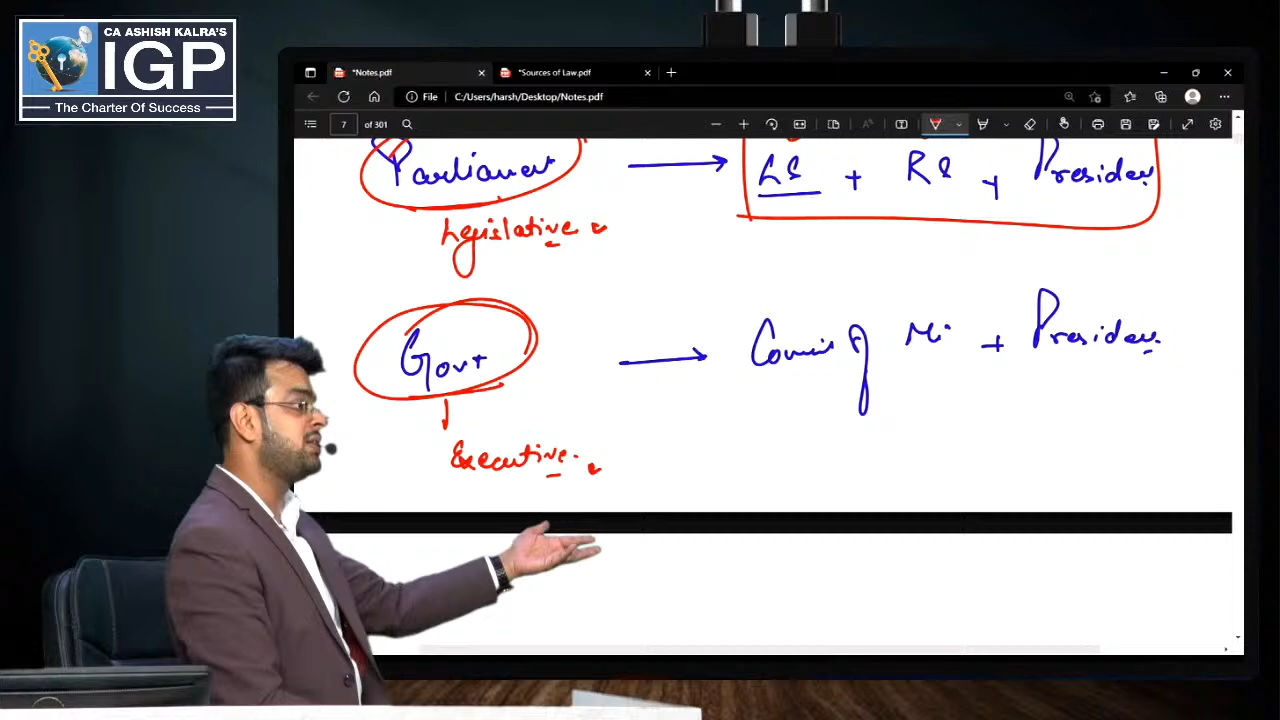 CA ASHISH KALRA'S
IGP
The Charter Of Success
*Notes.pdf
*Sources of Law.pdf
File C:/Users/harsh/Desktop/Notes.pdf
7 of 301
Parliament → LS + RS + Presiden
Legislative
Govt → of Mi + Presiden
Executive